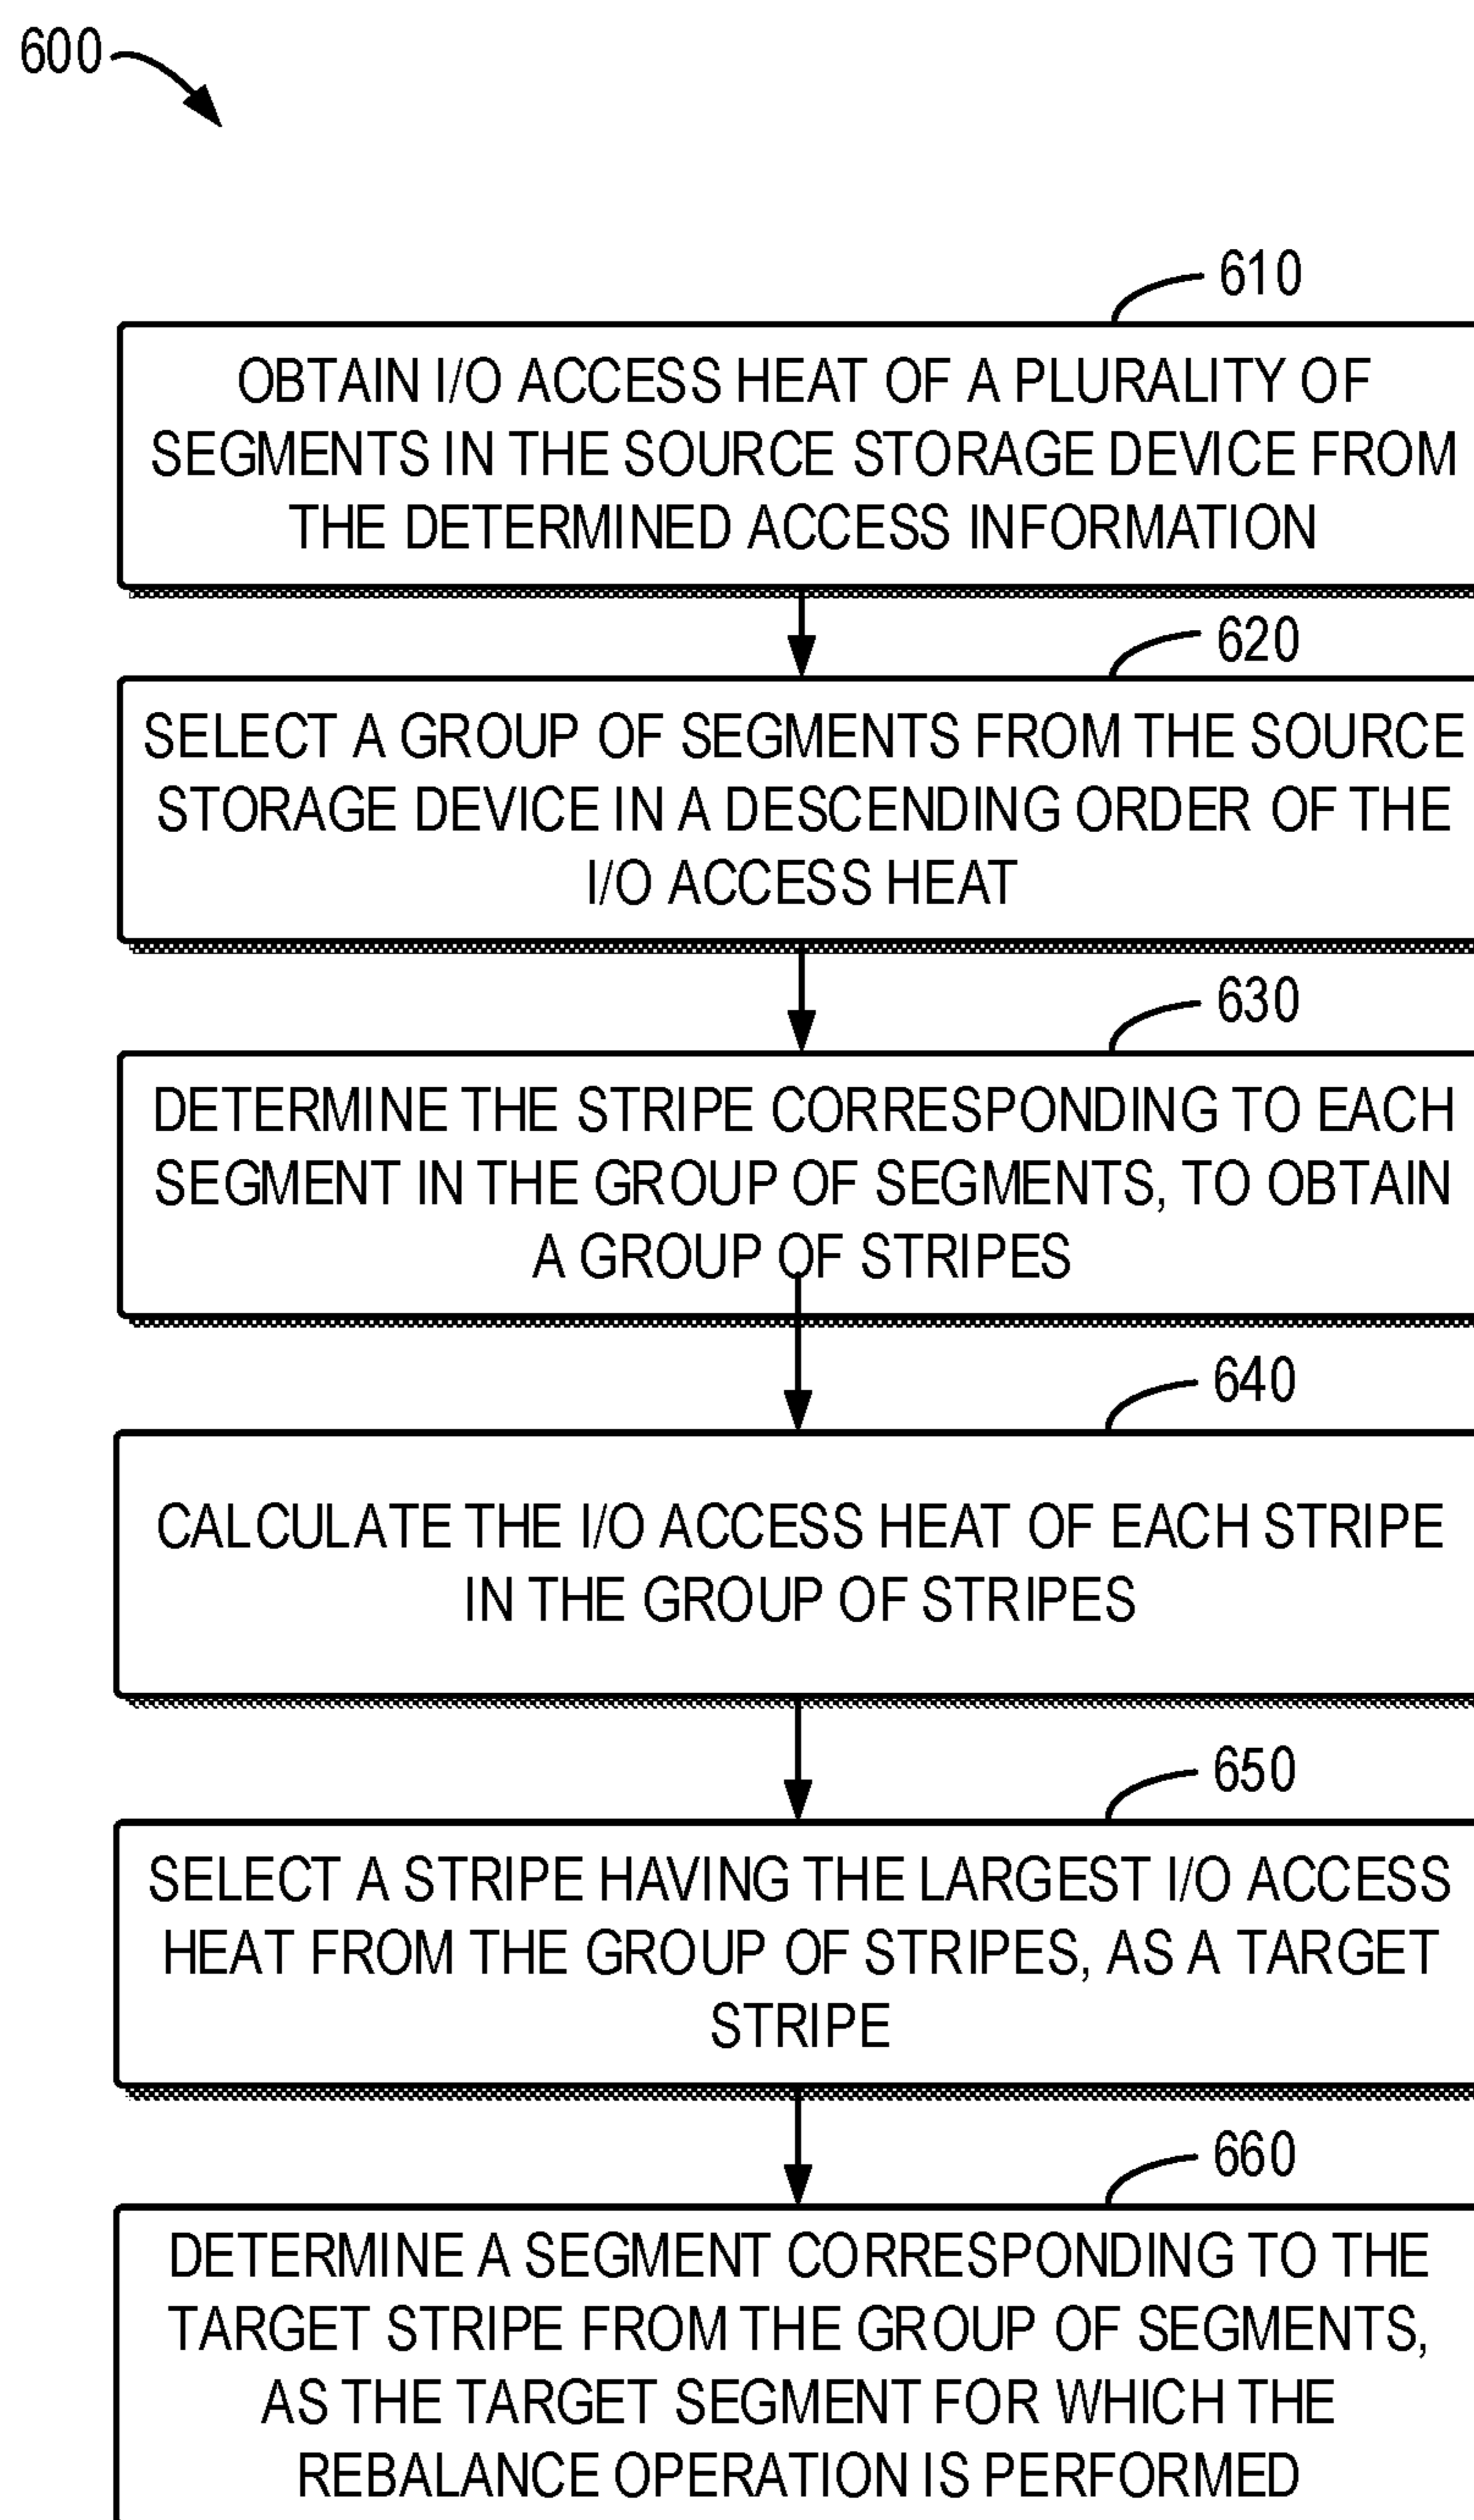 600
610
OBTAIN I/O ACCESS HEAT OF A PLURALITY OF
SEGMENTS IN THE SOURCE STORAGE DEVICE FROM
THE DETERMINED ACCESS INFORMATION
620
SELECT A GROUP OF SEGMENTS FROM THE SOURCE
STORAGE DEVICE IN A DESCENDING ORDER OF THE
I/O ACCESS HEAT
630
DETERMINE THE STRIPE CORRESPONDING TO EACH
SEGMENT IN THE GROUP OF SEGMENTS, TO OBTAIN
A GROUP OF STRIPES
640
CALCULATE THE I/O ACCESS HEAT OF EACH STRIPE
IN THE GROUP OF STRIPES
650
SELECT A STRIPE HAVING THE LARGEST I/O ACCESS
HEAT FROM THE GROUP OF STRIPES, AS A TARGET
STRIPE
660
DETERMINE A SEGMENT CORRESPONDING TO THE
TARGET STRIPE FROM THE GROUP OF SEGMENTS,
AS THE TARGET SEGMENT FOR WHICH THE
REBALANCE OPERATION IS PERFORMED